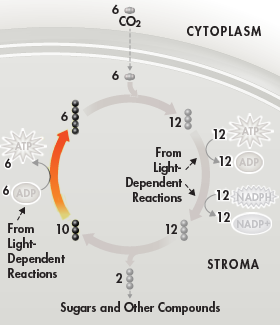 6
CO2
CYTOPLASM
6
6
12
12
ATP
From
Light-
Dependent
Reactions
12
ADP
12
NADPH
12
NADP+
ATP
6
6
ADP
From
Light-
Dependent
Reactions
10
12
STROMA
2
Sugars and Other Compounds